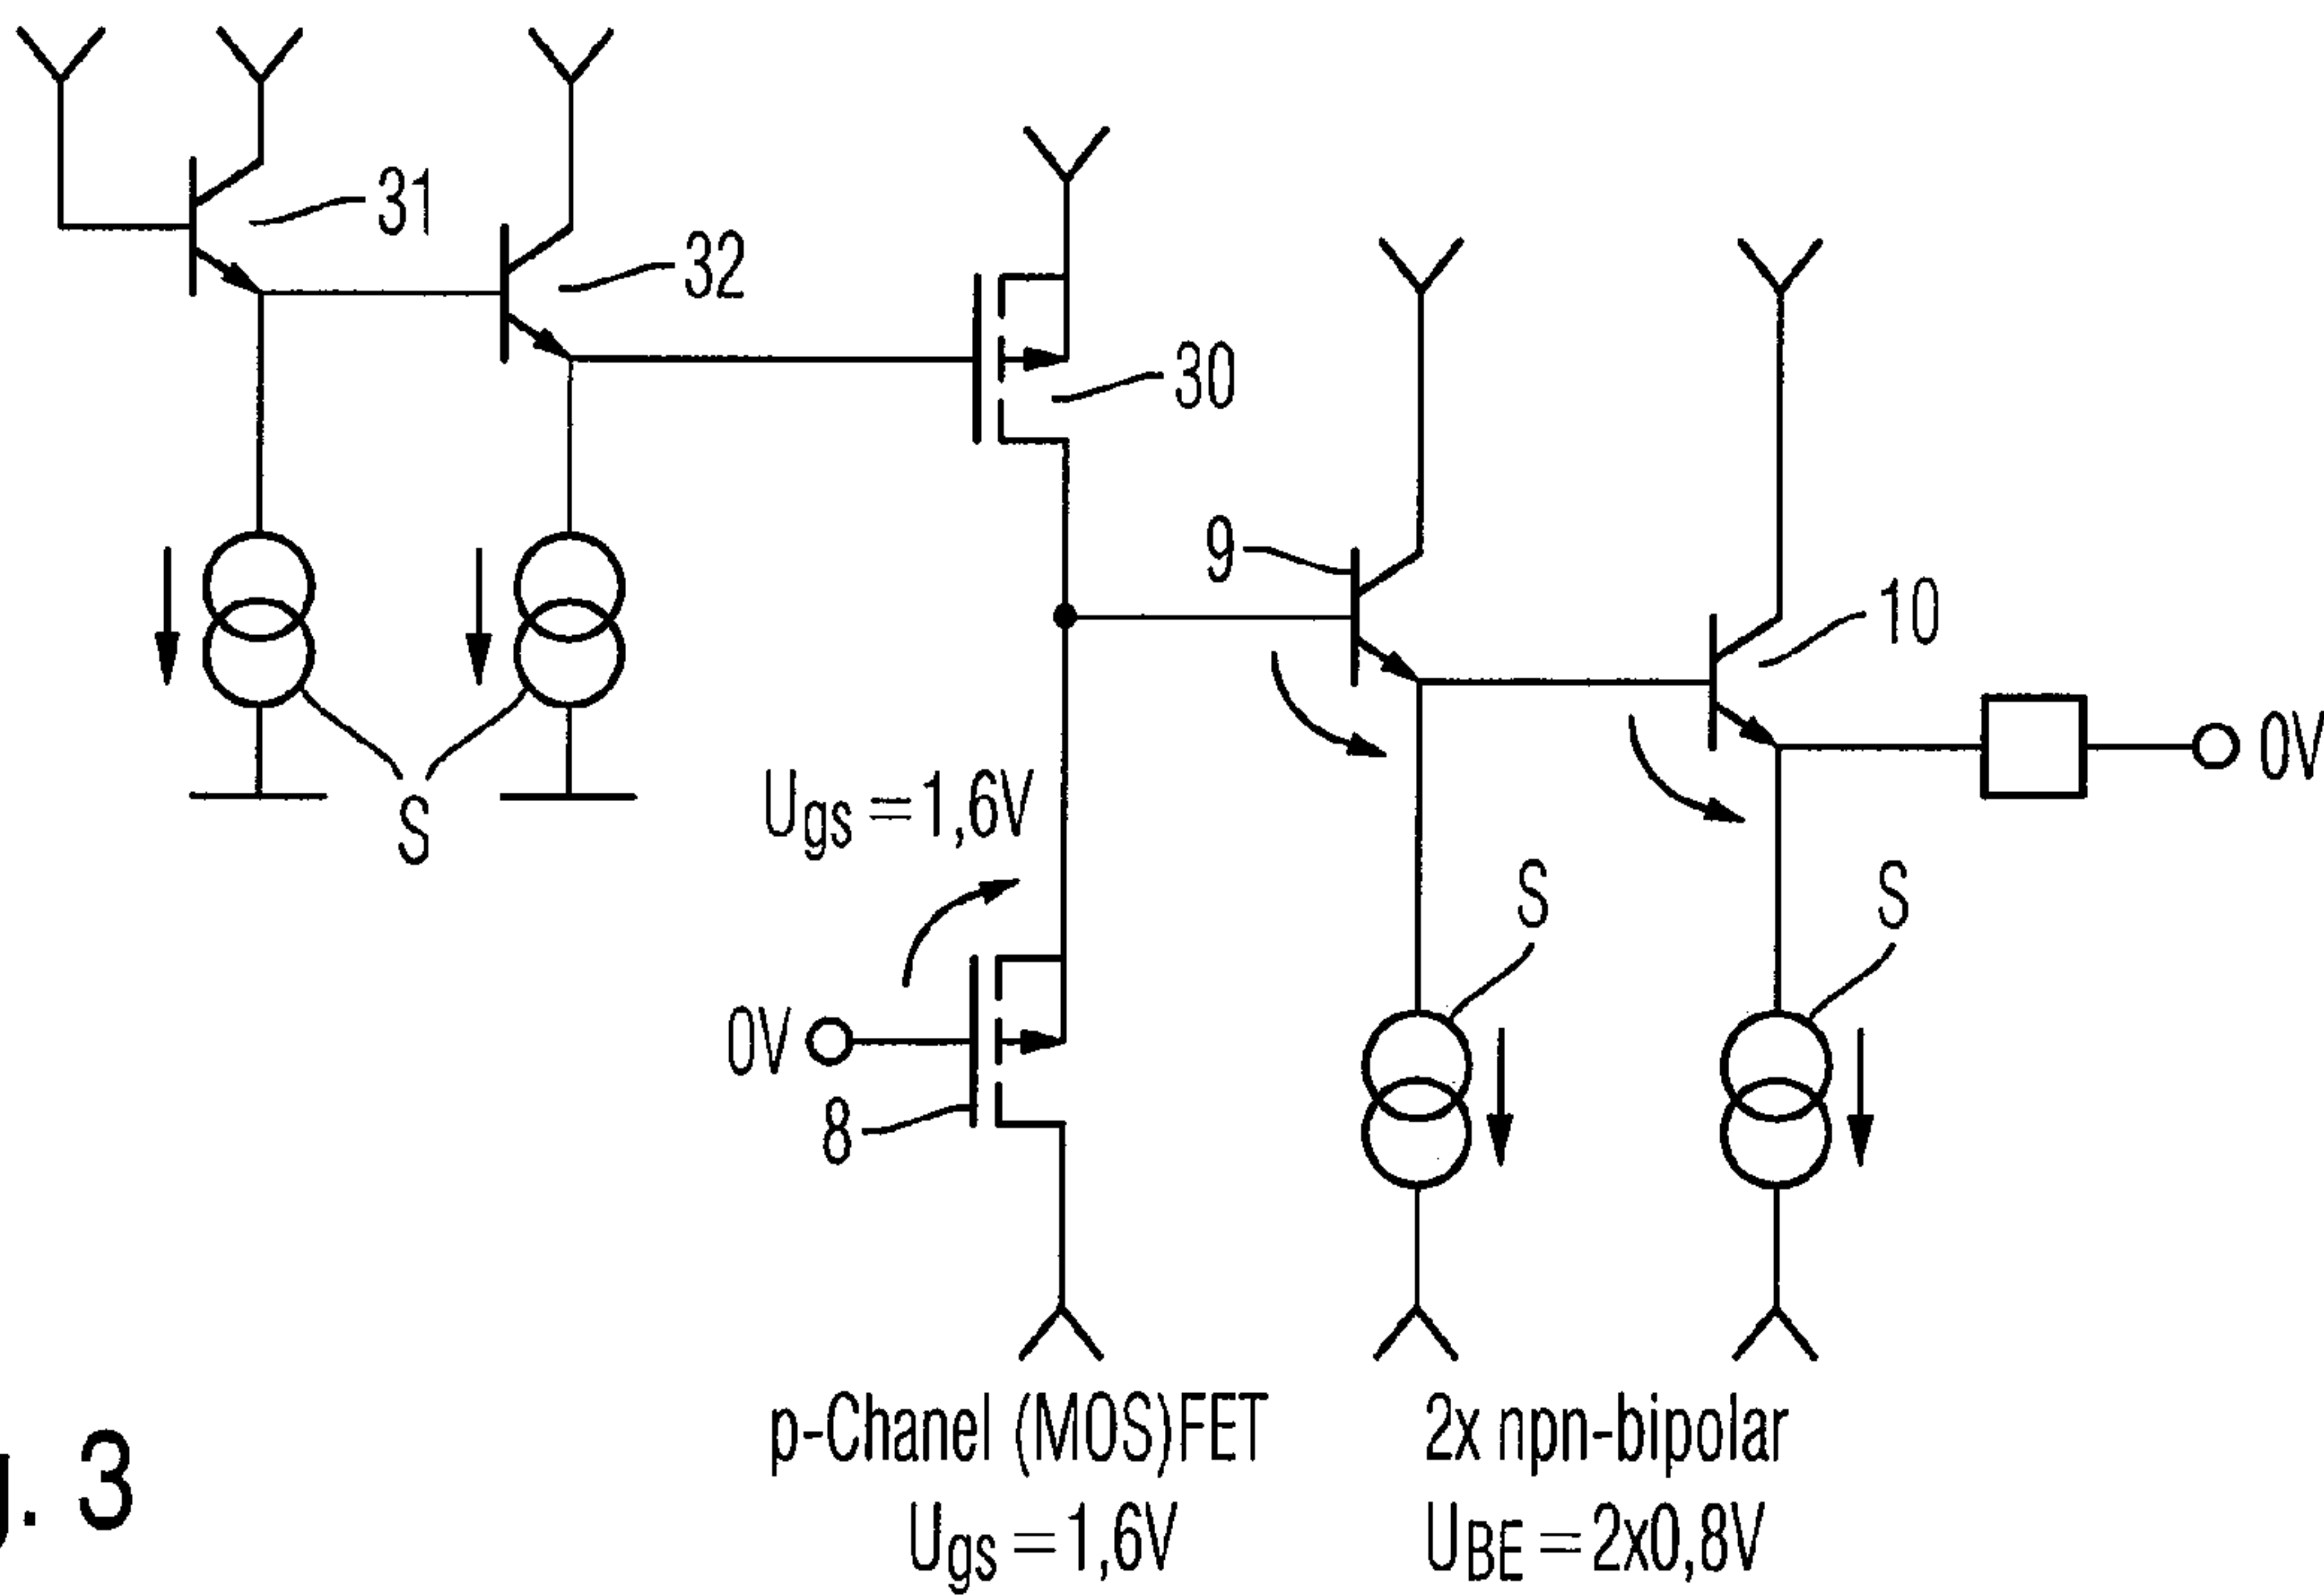 31
32
30
9
10
0V
S
Ugs = 1,6V
S
S
0V
8
p-Chanel (MOS)FET
2x npn-bipolar
Ugs = 1,6V
UBE = 2x0,8V
3